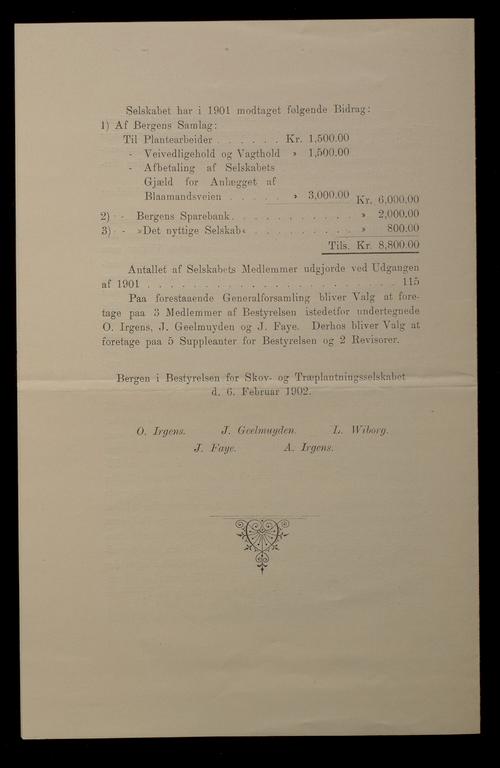 Selskabet har i 1901 modtaget følgende Bidrag:
1) Af Bergens Samlag:
Til Plantearbeider . . . . . . Kr. 1,500.00
- Veivedligehold og Vagthold » 1,500.00
- Afbetaling af Selskabets
Gjæld for Anlægget af
Blaamandsveien . . . . . » 3,000.00 Kr. 6,000.00
2) - Bergens Sparebank. . . . . . . . . . . . » 2,000.00
3) - »Det nyttige Selskab« . . . . . . . . . . » 800.00
Tils. Kr. 8,800.00
Antallet af Selskabets Medlemmer udgjorde ved Udgangen
af 1901 . . . . . . . . . . . . . . . . . . . . . . . . 115
Paa forestaaende Generalforsamling bliver Valg at fore-
tage paa 3 Medlemmer af Bestyrelsen istedetfor undertegnede
O. Irgens, J. Geelmuyden og J. Faye. Derhos bliver Valg at
foretage paa 5 Suppleanter for Bestyrelsen og 2 Revisorer.
Bergen i Bestyrelsen for Skov- og Træplantningsselskabet
d. 6. Februar 1902.
O. Irgens. J. Geelmuyden. L. Wiborg.
J. Faye. A. Irgens.